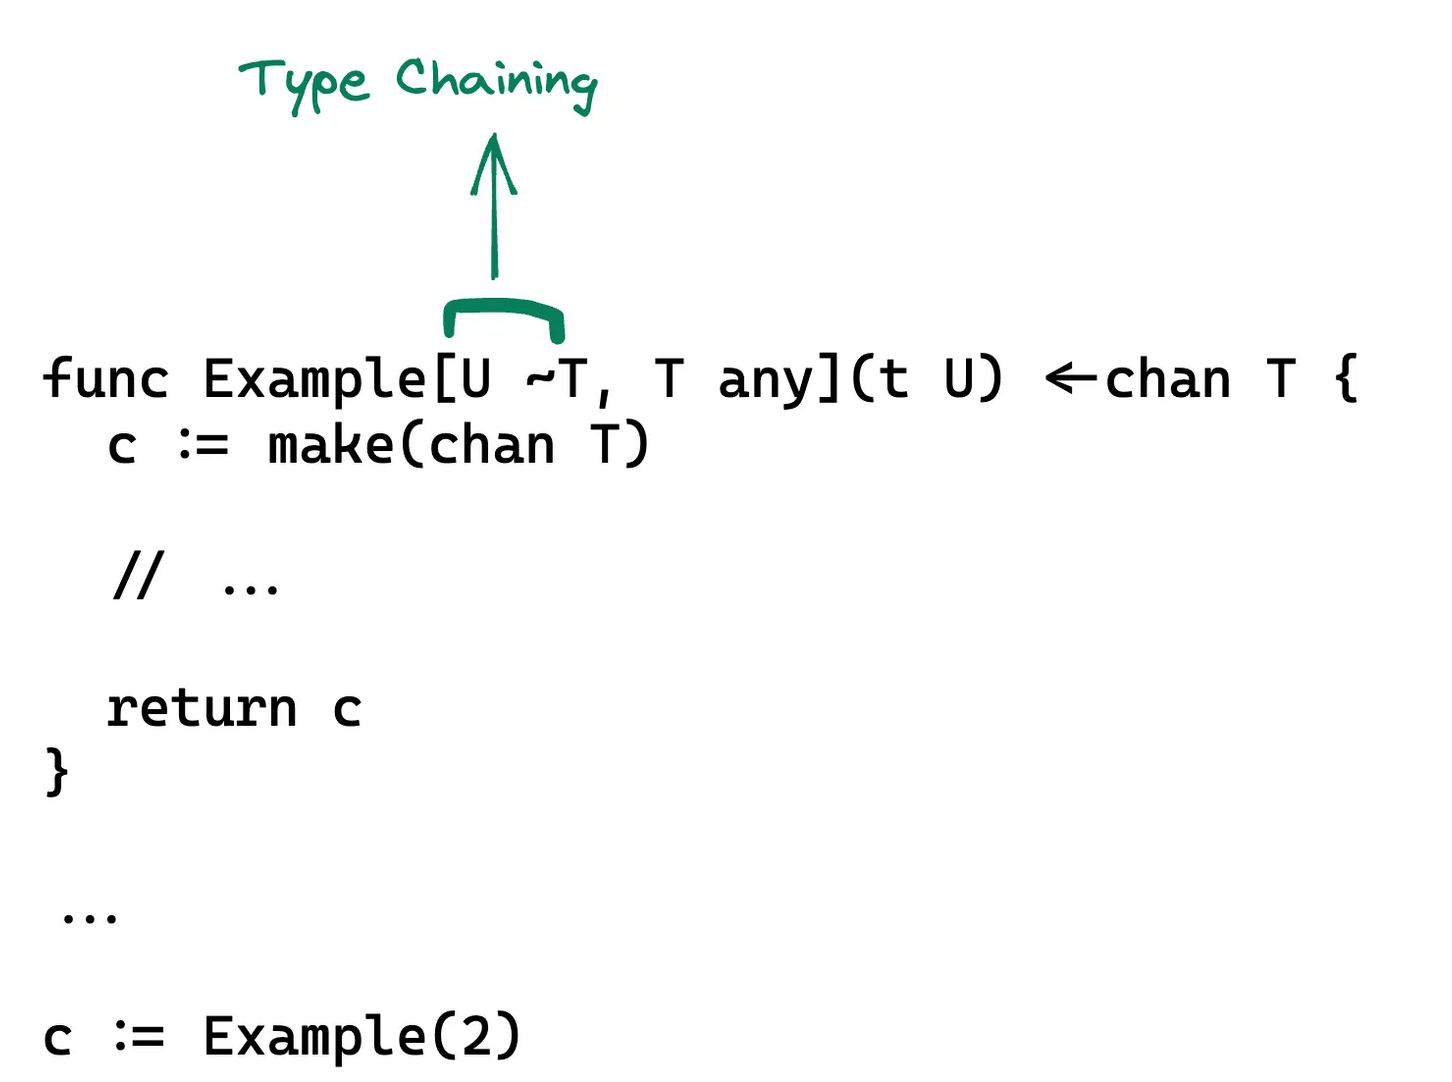 Type Chaining
func Example[U ~T, T any](t U) <-chan T {
c := make(chan T)
// ...
return c
}
...
c := Example(2)